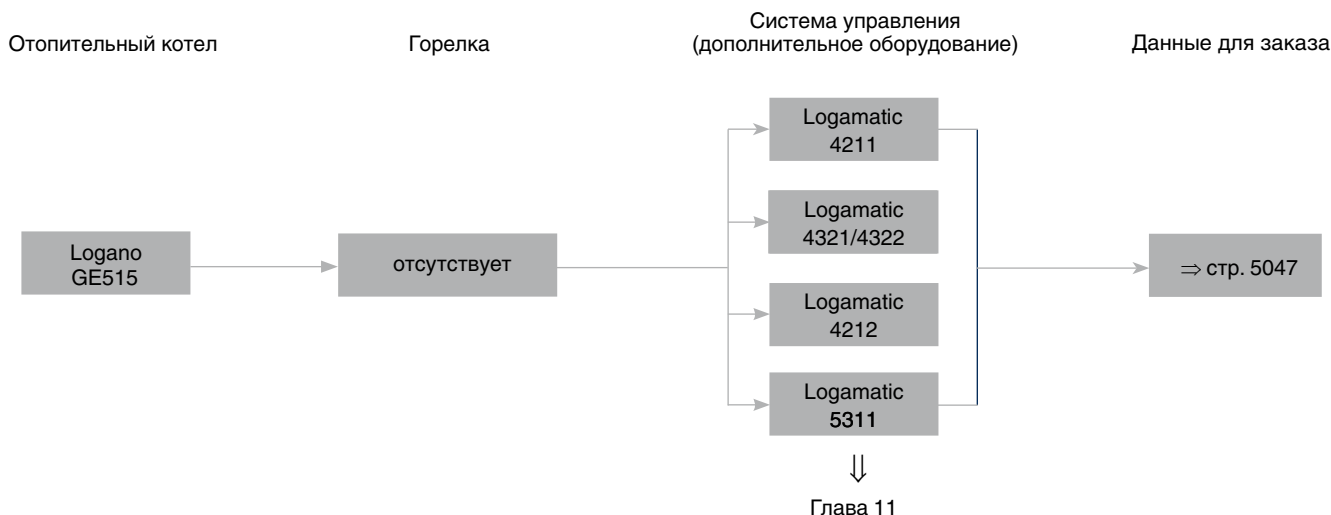 Отопительный котел
Горелка
Система управления
(дополнительное оборудование)
Данные для заказа
Logano
GE515
отсутствует
Logamatic
4211
Logamatic
4321/4322
Logamatic
4212
Logamatic
5311
⇒ стр. 5047
⇓
Глава 11